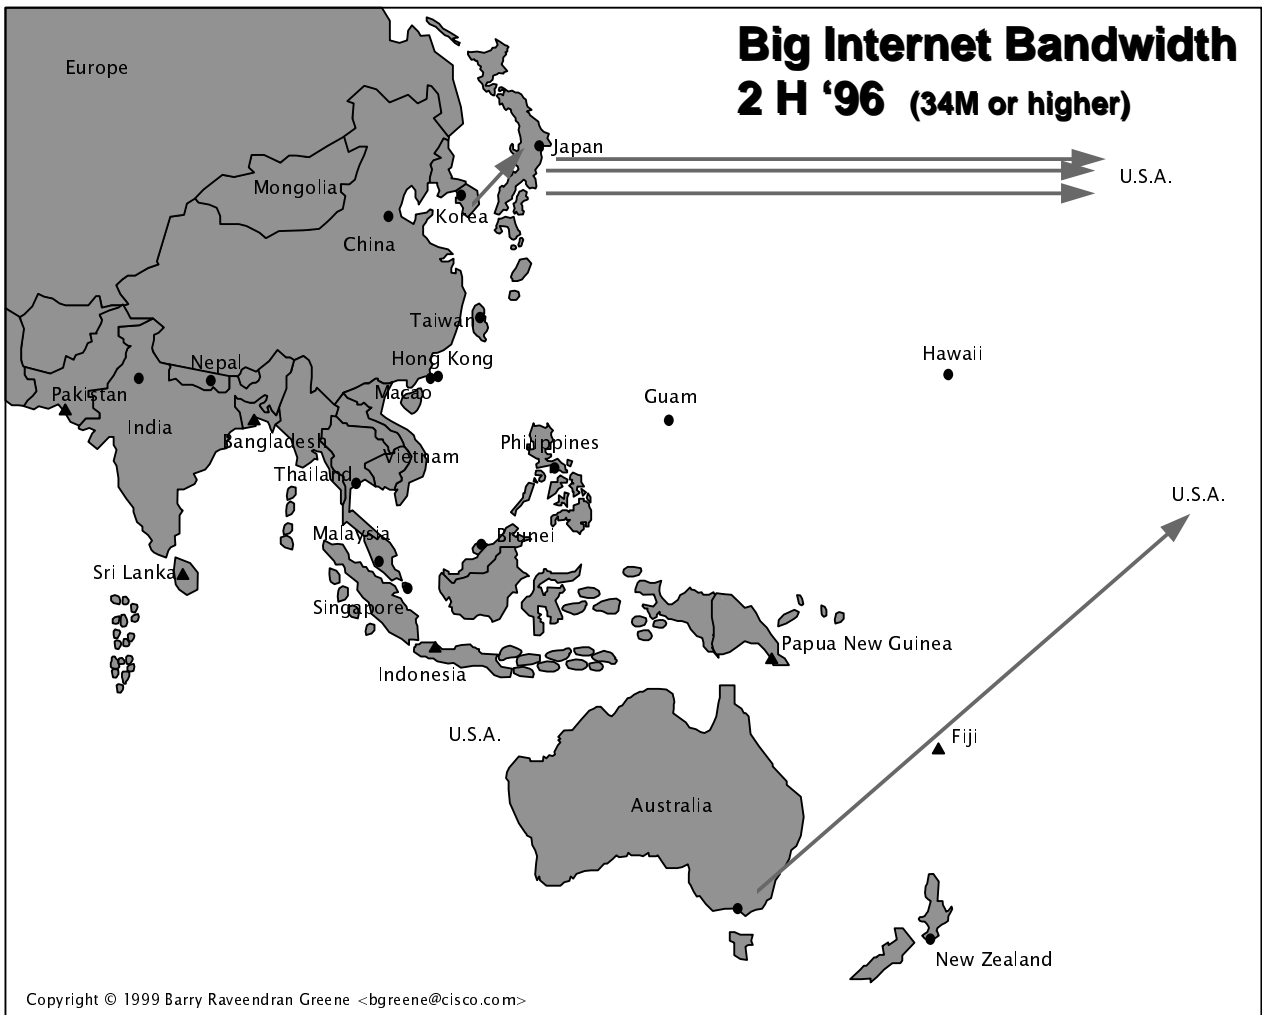 Big Internet Bandwidth
2 H ‘96 (34M or higher)
Europe
Japan
U.S.A.
Mongolia
Korea
China
Taiwan
Hong Kong
Hawaii
Nepal
Macao
Pakistan
Guam
India
Bangladesh
Philippines
Vietnam
Thailand
U.S.A.
Malaysia
Brunei
Sri Lanka
Singapore
Papua New Guinea
Indonesia
U.S.A.
Fiji
Australia
New Zealand
Copyright © 1999 Barry Raveendran Greene <bgreene@cisco.com>